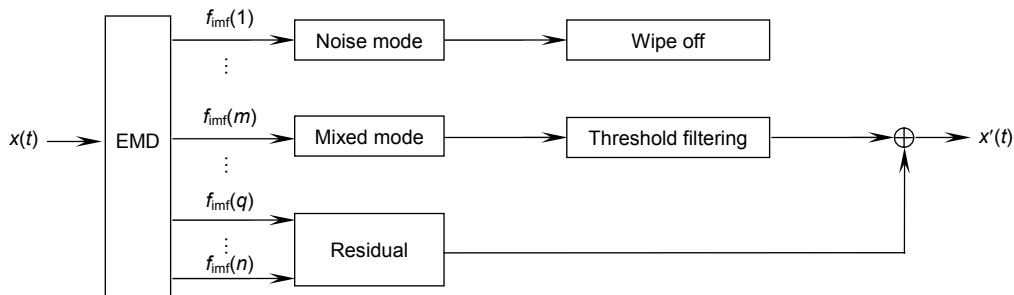 f_imf(1)
Noise mode
Wipe off
⋮
x(t)
EMD
f_imf(m)
Mixed mode
Threshold filtering
x′(t)
⋮
f_imf(q)
⋮
Residual
f_imf(n)